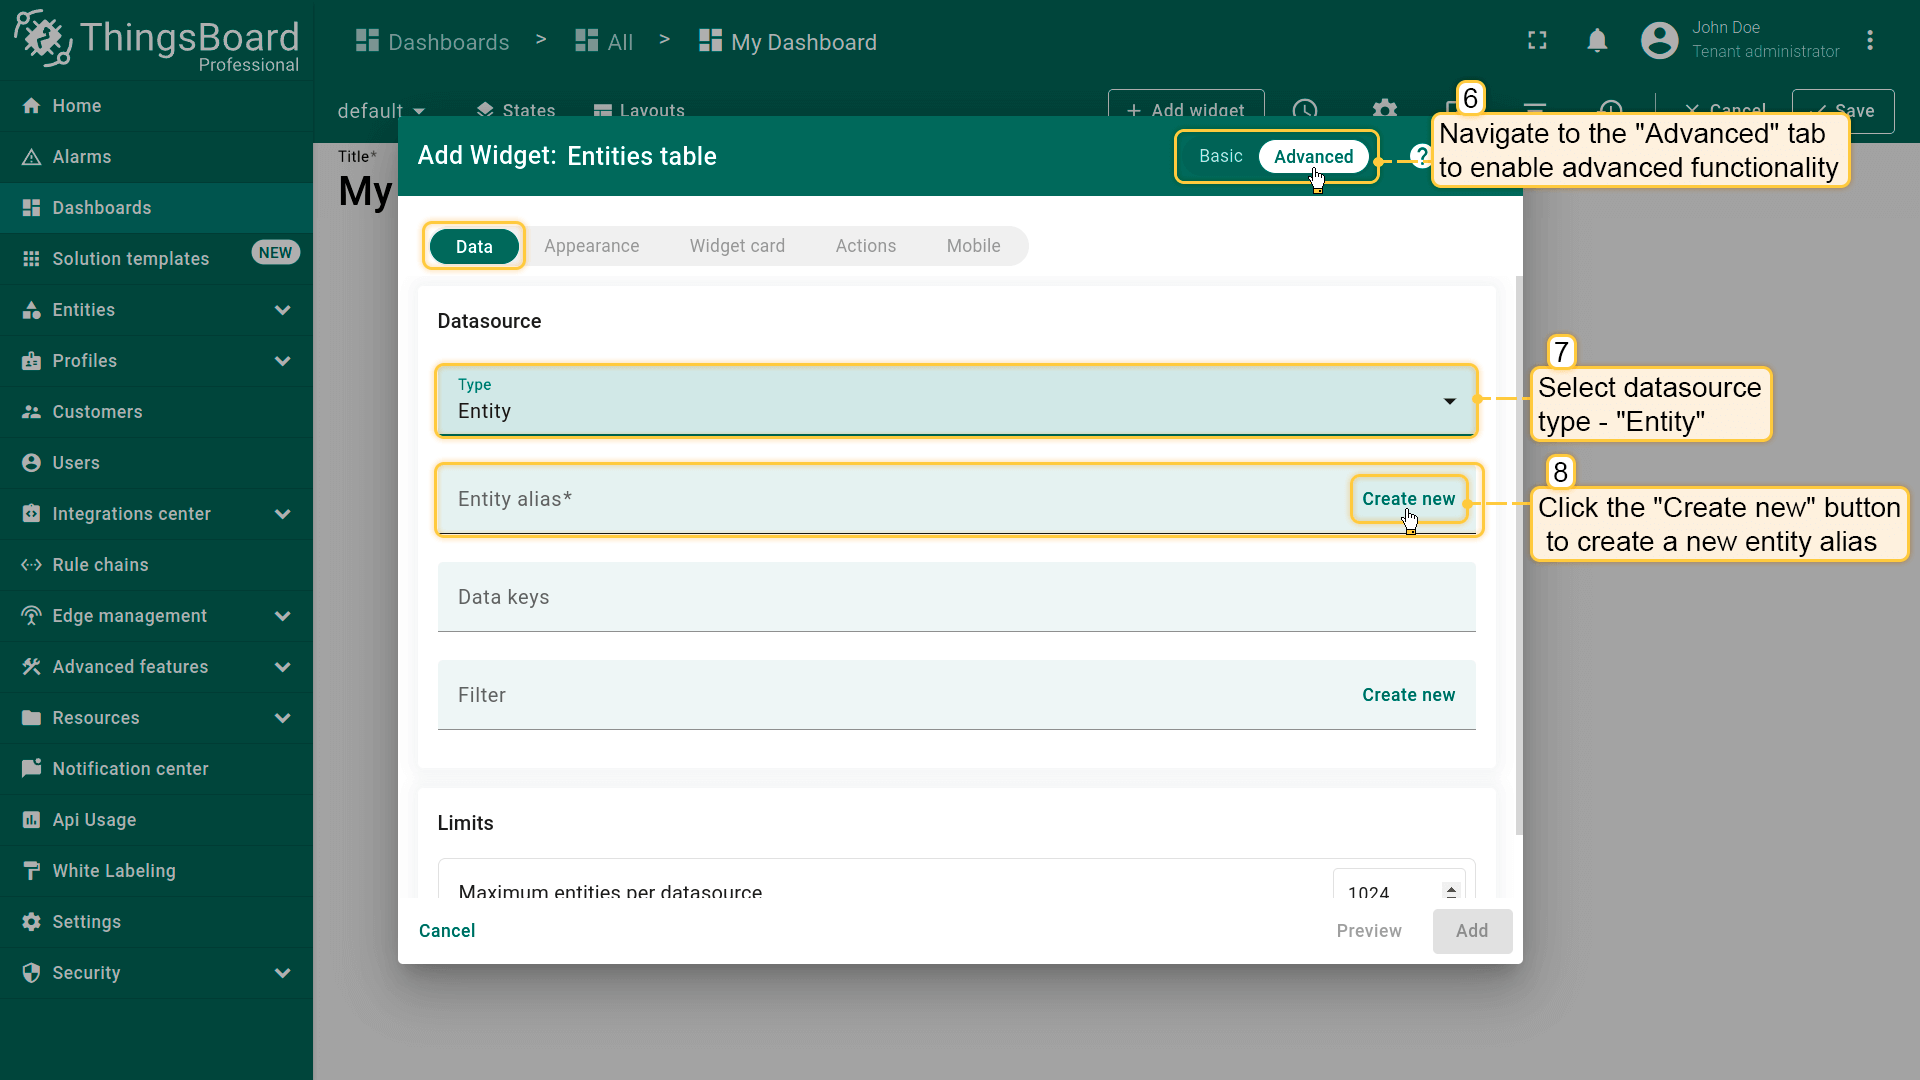 ThingsBoard
Professional
Dashboards > All > My Dashboard
John Doe
Tenant administrator
Home
Alarms
Dashboards
Solution templates NEW
Entities
Profiles
Customers
Users
Integrations center
Rule chains
Edge management
Advanced features
Resources
Notification center
Api Usage
White Labeling
Settings
Security
default States Layouts + Add widget Cancel Save
Title*
My
Add Widget: Entities table
Basic Advanced ?
6
Navigate to the "Advanced" tab
to enable advanced functionality
Data Appearance Widget card Actions Mobile
Datasource
Type
Entity
7
Select datasource
type - "Entity"
Entity alias* Create new
8
Click the "Create new" button
to create a new entity alias
Data keys
Filter Create new
Limits
Maximum entities per datasource 1024
Cancel Preview Add